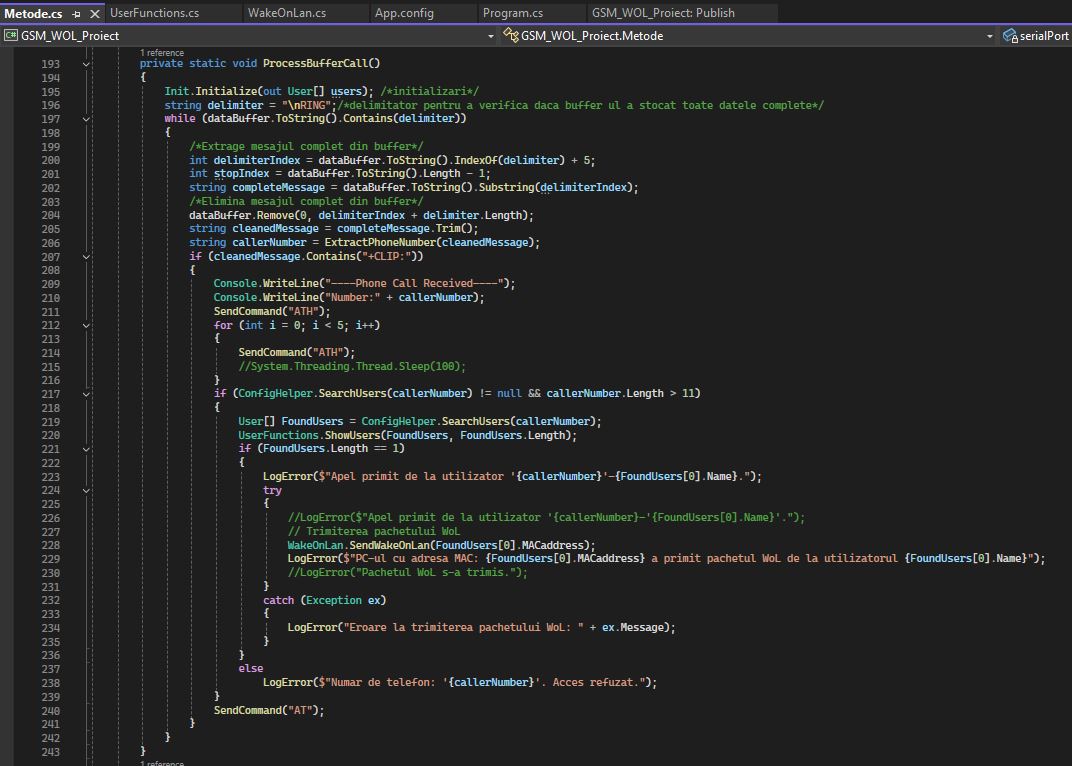 Metode.cs UserFunctions.cs WakeOnLan.cs App.config Program.cs GSM_WOL_Proiect: Publish
C# GSM_WOL_Proiect GSM_WOL_Proiect.Metode serialPort
1 reference
193 private static void ProcessBufferCall()
194 {
195 Init.Initialize(out User[] users); /*initializari*/
196 string delimiter = "\nRING";/*delimitator pentru a verifica daca buffer ul a stocat toate datele complete*/
197 while (dataBuffer.ToString().Contains(delimiter))
198 {
199 /*Extrage mesajul complet din buffer*/
200 int delimiterIndex = dataBuffer.ToString().IndexOf(delimiter) + 5;
201 int stopIndex = dataBuffer.ToString().Length - 1;
202 string completeMessage = dataBuffer.ToString().Substring(delimiterIndex);
203 /*Elimina mesajul complet din buffer*/
204 dataBuffer.Remove(0, delimiterIndex + delimiter.Length);
205 string cleanedMessage = completeMessage.Trim();
206 string callerNumber = ExtractPhoneNumber(cleanedMessage);
207 if (cleanedMessage.Contains("+CLIP:"))
208 {
209 Console.WriteLine("----Phone Call Received----");
210 Console.WriteLine("Number:" + callerNumber);
211 SendCommand("ATH");
212 for (int i = 0; i < 5; i++)
213 {
214 SendCommand("ATH");
215 //System.Threading.Thread.Sleep(100);
216 }
217 if (ConfigHelper.SearchUsers(callerNumber) != null && callerNumber.Length > 11)
218 {
219 User[] FoundUsers = ConfigHelper.SearchUsers(callerNumber);
220 UserFunctions.ShowUsers(FoundUsers, FoundUsers.Length);
221 if (FoundUsers.Length == 1)
222 {
223 LogError($"Apel primit de la utilizator '{callerNumber}'-{FoundUsers[0].Name}.");
224 try
225 {
226 //LogError($"Apel primit de la utilizator '{callerNumber}-'{FoundUsers[0].Name}'.");
227 // Trimiterea pachetului WoL
228 WakeOnLan.SendWakeOnLan(FoundUsers[0].MACaddress);
229 LogError($"PC-ul cu adresa MAC: {FoundUsers[0].MACaddress} a primit pachetul WoL de la utilizatorul {FoundUsers[0].Name}");
230 //LogError("Pachetul WoL s-a trimis.");
231 }
232 catch (Exception ex)
233 {
234 LogError("Eroare la trimiterea pachetului WoL: " + ex.Message);
235 }
236 }
237 else
238 LogError($"Numar de telefon: '{callerNumber}'. Acces refuzat.");
239 }
240 SendCommand("AT");
241 }
242 }
243 }
1 reference